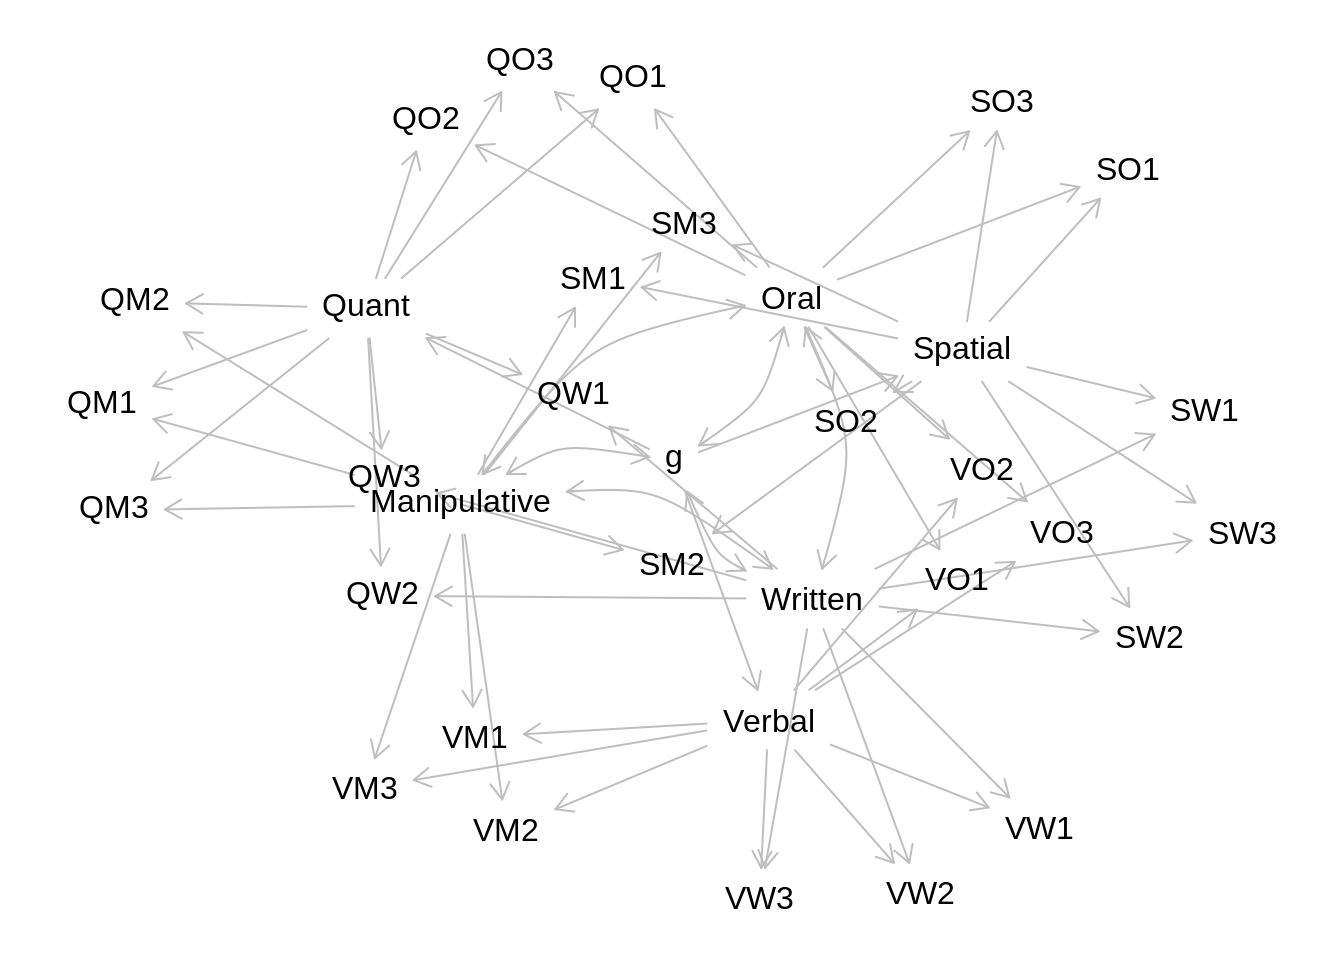 QO3
QO1
SO3
QO2
SO1
SM3
SM1
QM2
Oral
Quant
Spatial
QW1
QM1
SW1
SO2
g
VO2
QW3
Manipulative
QM3
VO3
SW3
SM2
VO1
QW2
Written
SW2
Verbal
VM1
VM3
VM2
VW1
VW2
VW3